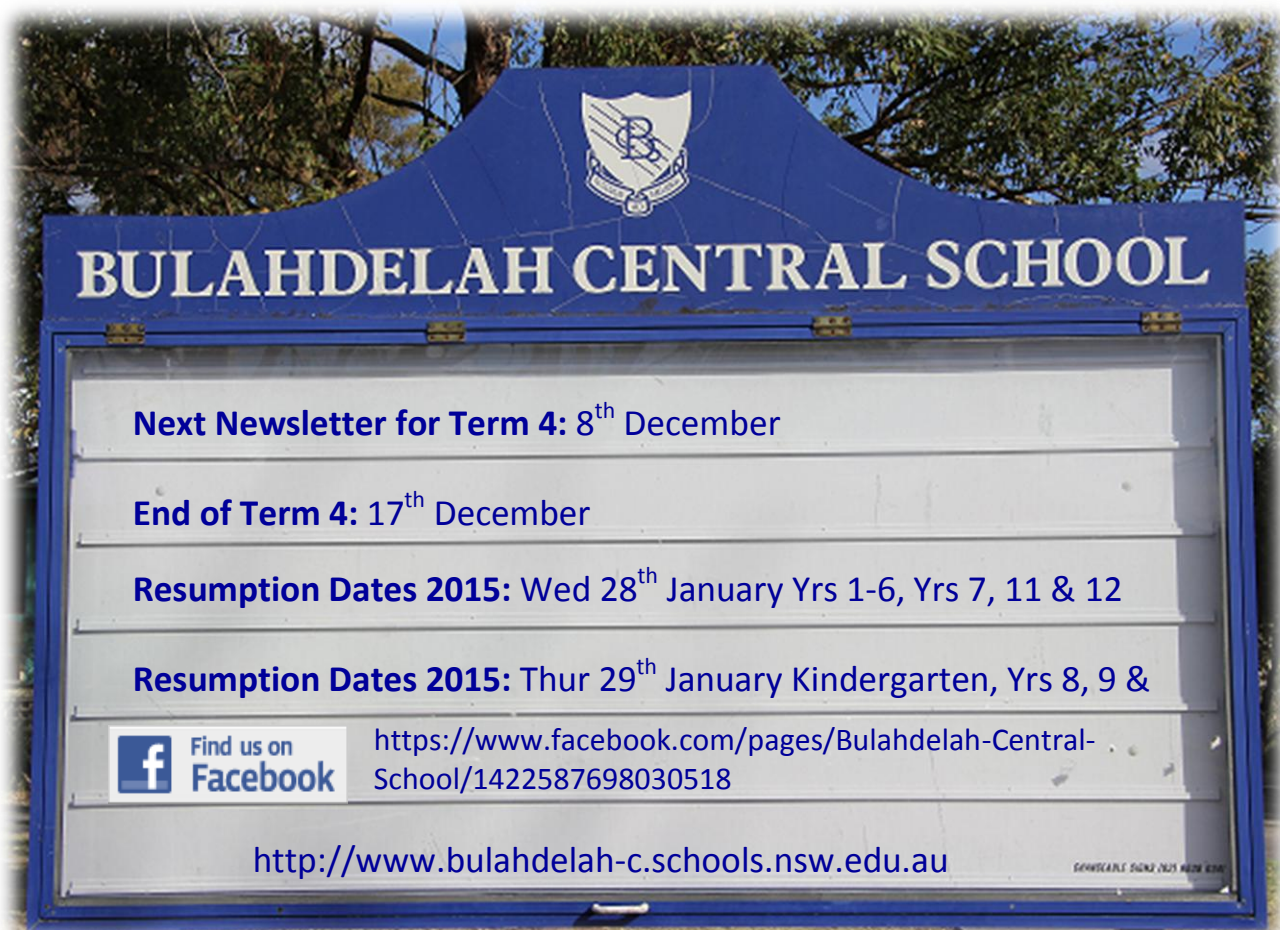 BULAHDELAH CENTRAL SCHOOL
Next Newsletter for Term 4: 8th December
End of Term 4: 17th December
Resumption Dates 2015: Wed 28th January Yrs 1-6, Yrs 7, 11 & 12
Resumption Dates 2015: Thur 29th January Kindergarten, Yrs 8, 9 &
Find us on
Facebook
https://www.facebook.com/pages/Bulahdelah-Central-
School/1422587698030518
http://www.bulahdelah-c.schools.nsw.edu.au